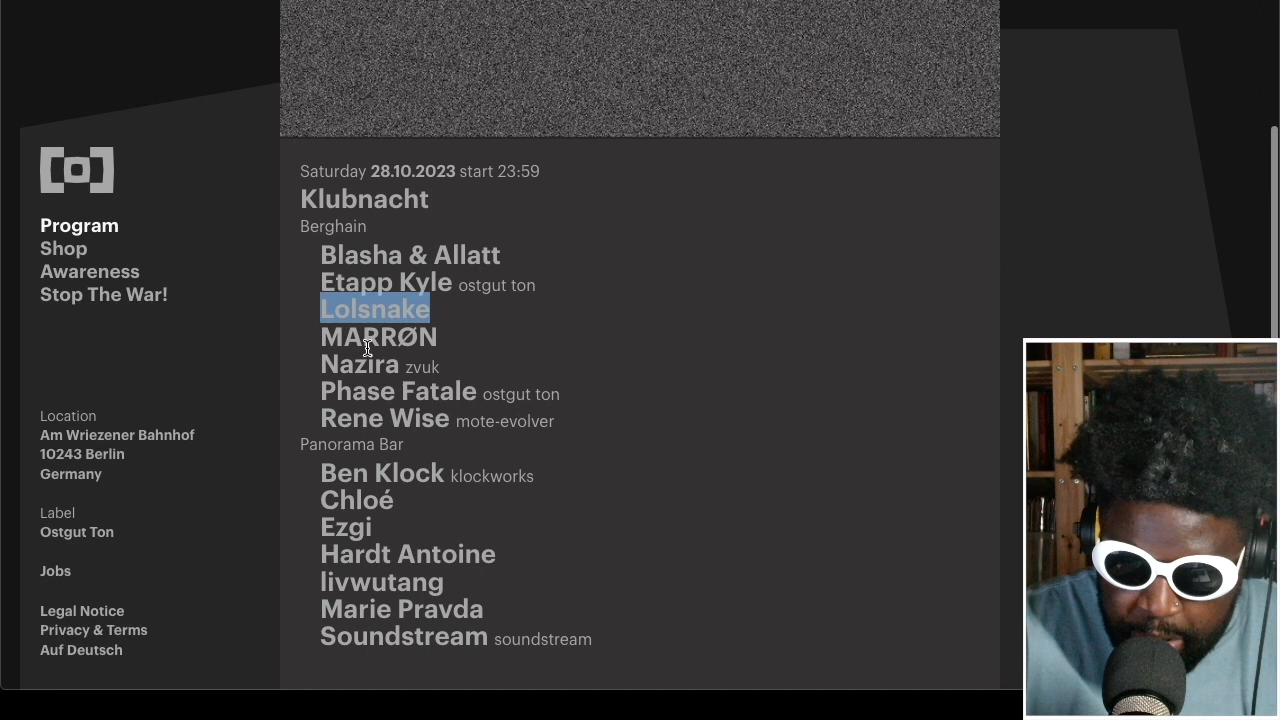 Saturday 28.10.2023 start 23:59
Klubnacht
Berghain
Blasha & Allatt
Etapp Kyle ostgut ton
Lolsnake
MARRØN
Nazira zvuk
Phase Fatale ostgut ton
Rene Wise mote-evolver
Panorama Bar
Ben Klock klockworks
Chloé
Ezgi
Hardt Antoine
livwutang
Marie Pravda
Soundstream soundstream
Program
Shop
Awareness
Stop The War!
Location
Am Wriezener Bahnhof
10243 Berlin
Germany
Label
Ostgut Ton
Jobs
Legal Notice
Privacy & Terms
Auf Deutsch